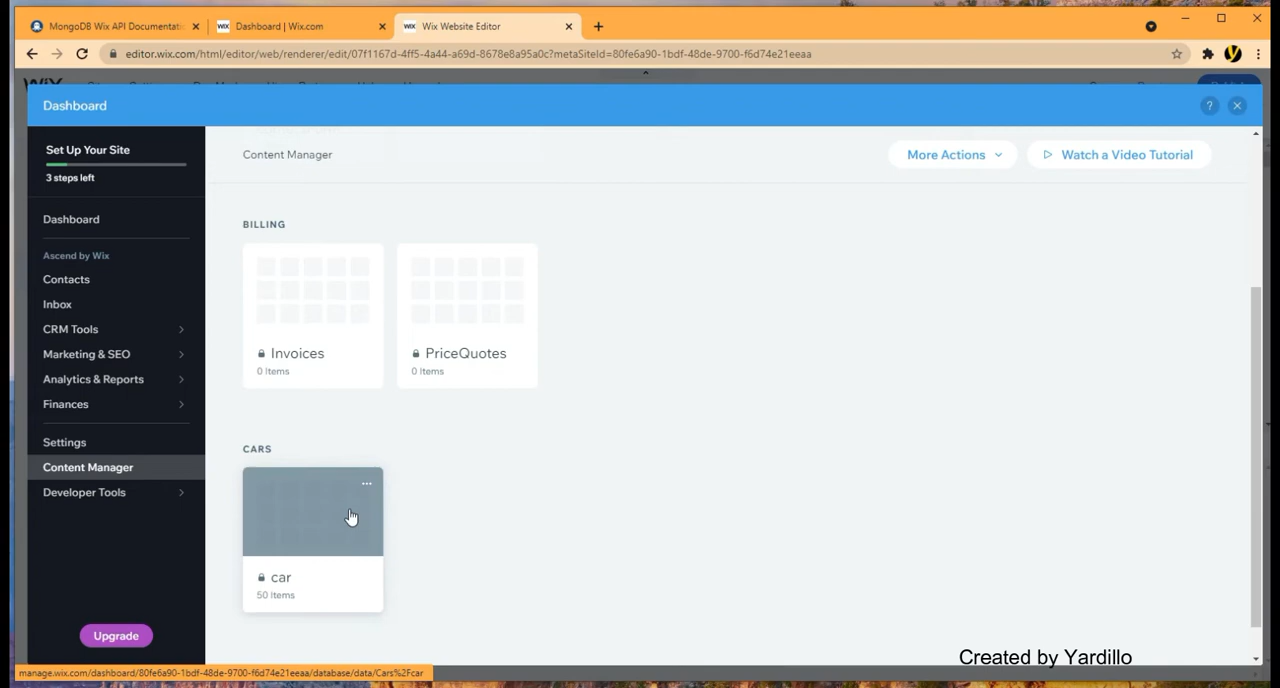 MongoDB Wix API Documentati
WIX Dashboard | Wix.com
WIX Wix Website Editor
editor.wix.com/html/editor/web/renderer/edit/07f1167d-4ff5-4a44-a69d-8678e8a95a0c?metaSiteId=80fe6a90-1bdf-48de-9700-f6d74e21eeaa
Dashboard
Set Up Your Site
3 steps left
Dashboard
Ascend by Wix
Contacts
Inbox
CRM Tools
Marketing & SEO
Analytics & Reports
Finances
Settings
Content Manager
Developer Tools
Upgrade
Content Manager
More Actions
Watch a Video Tutorial
BILLING
Invoices
0 Items
PriceQuotes
0 Items
CARS
car
50 Items
manage.wix.com/dashboard/80fe6a90-1bdf-48de-9700-f6d74e21eeaa/database/data/Cars%2Fcar
Created by Yardillo